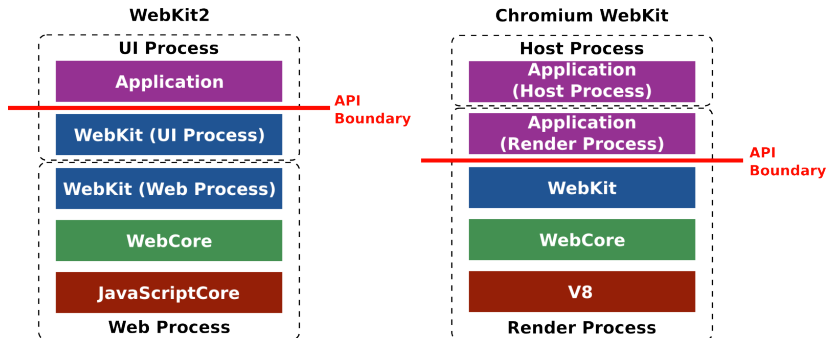 WebKit2
UI Process
Application
API
Boundary
WebKit (UI Process)
WebKit (Web Process)
WebCore
JavaScriptCore
Web Process
Chromium WebKit
Host Process
Application
(Host Process)
Application
(Render Process)
API
Boundary
WebKit
WebCore
V8
Render Process